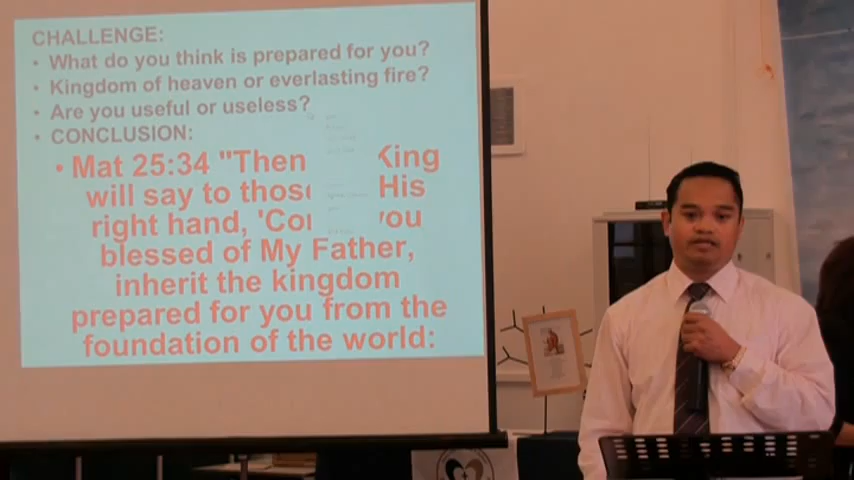 CHALLENGE:
• What do you think is prepared for you?
• Kingdom of heaven or everlasting fire?
• Are you useful or useless?
• CONCLUSION:
• Mat 25:34 "Then King
will say to thos His
right hand, 'Co you
blessed of My Father,
inherit the kingdom
prepared for you from the
foundation of the world: